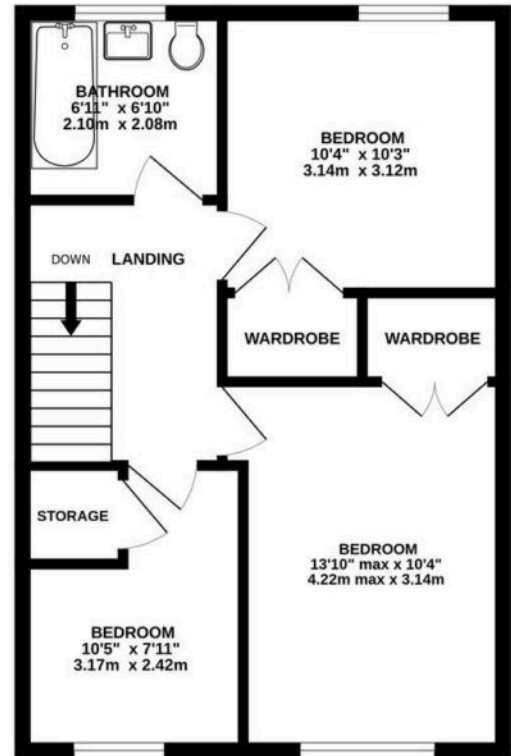 BATHROOM
6'11" x 6'10"
2.10m x 2.08m
BEDROOM
10'4" x 10'3"
3.14m x 3.12m
DOWN
LANDING
WARDROBE
WARDROBE
STORAGE
BEDROOM
13'10" max x 10'4"
4.22m max x 3.14m
BEDROOM
10'5" x 7'11"
3.17m x 2.42m